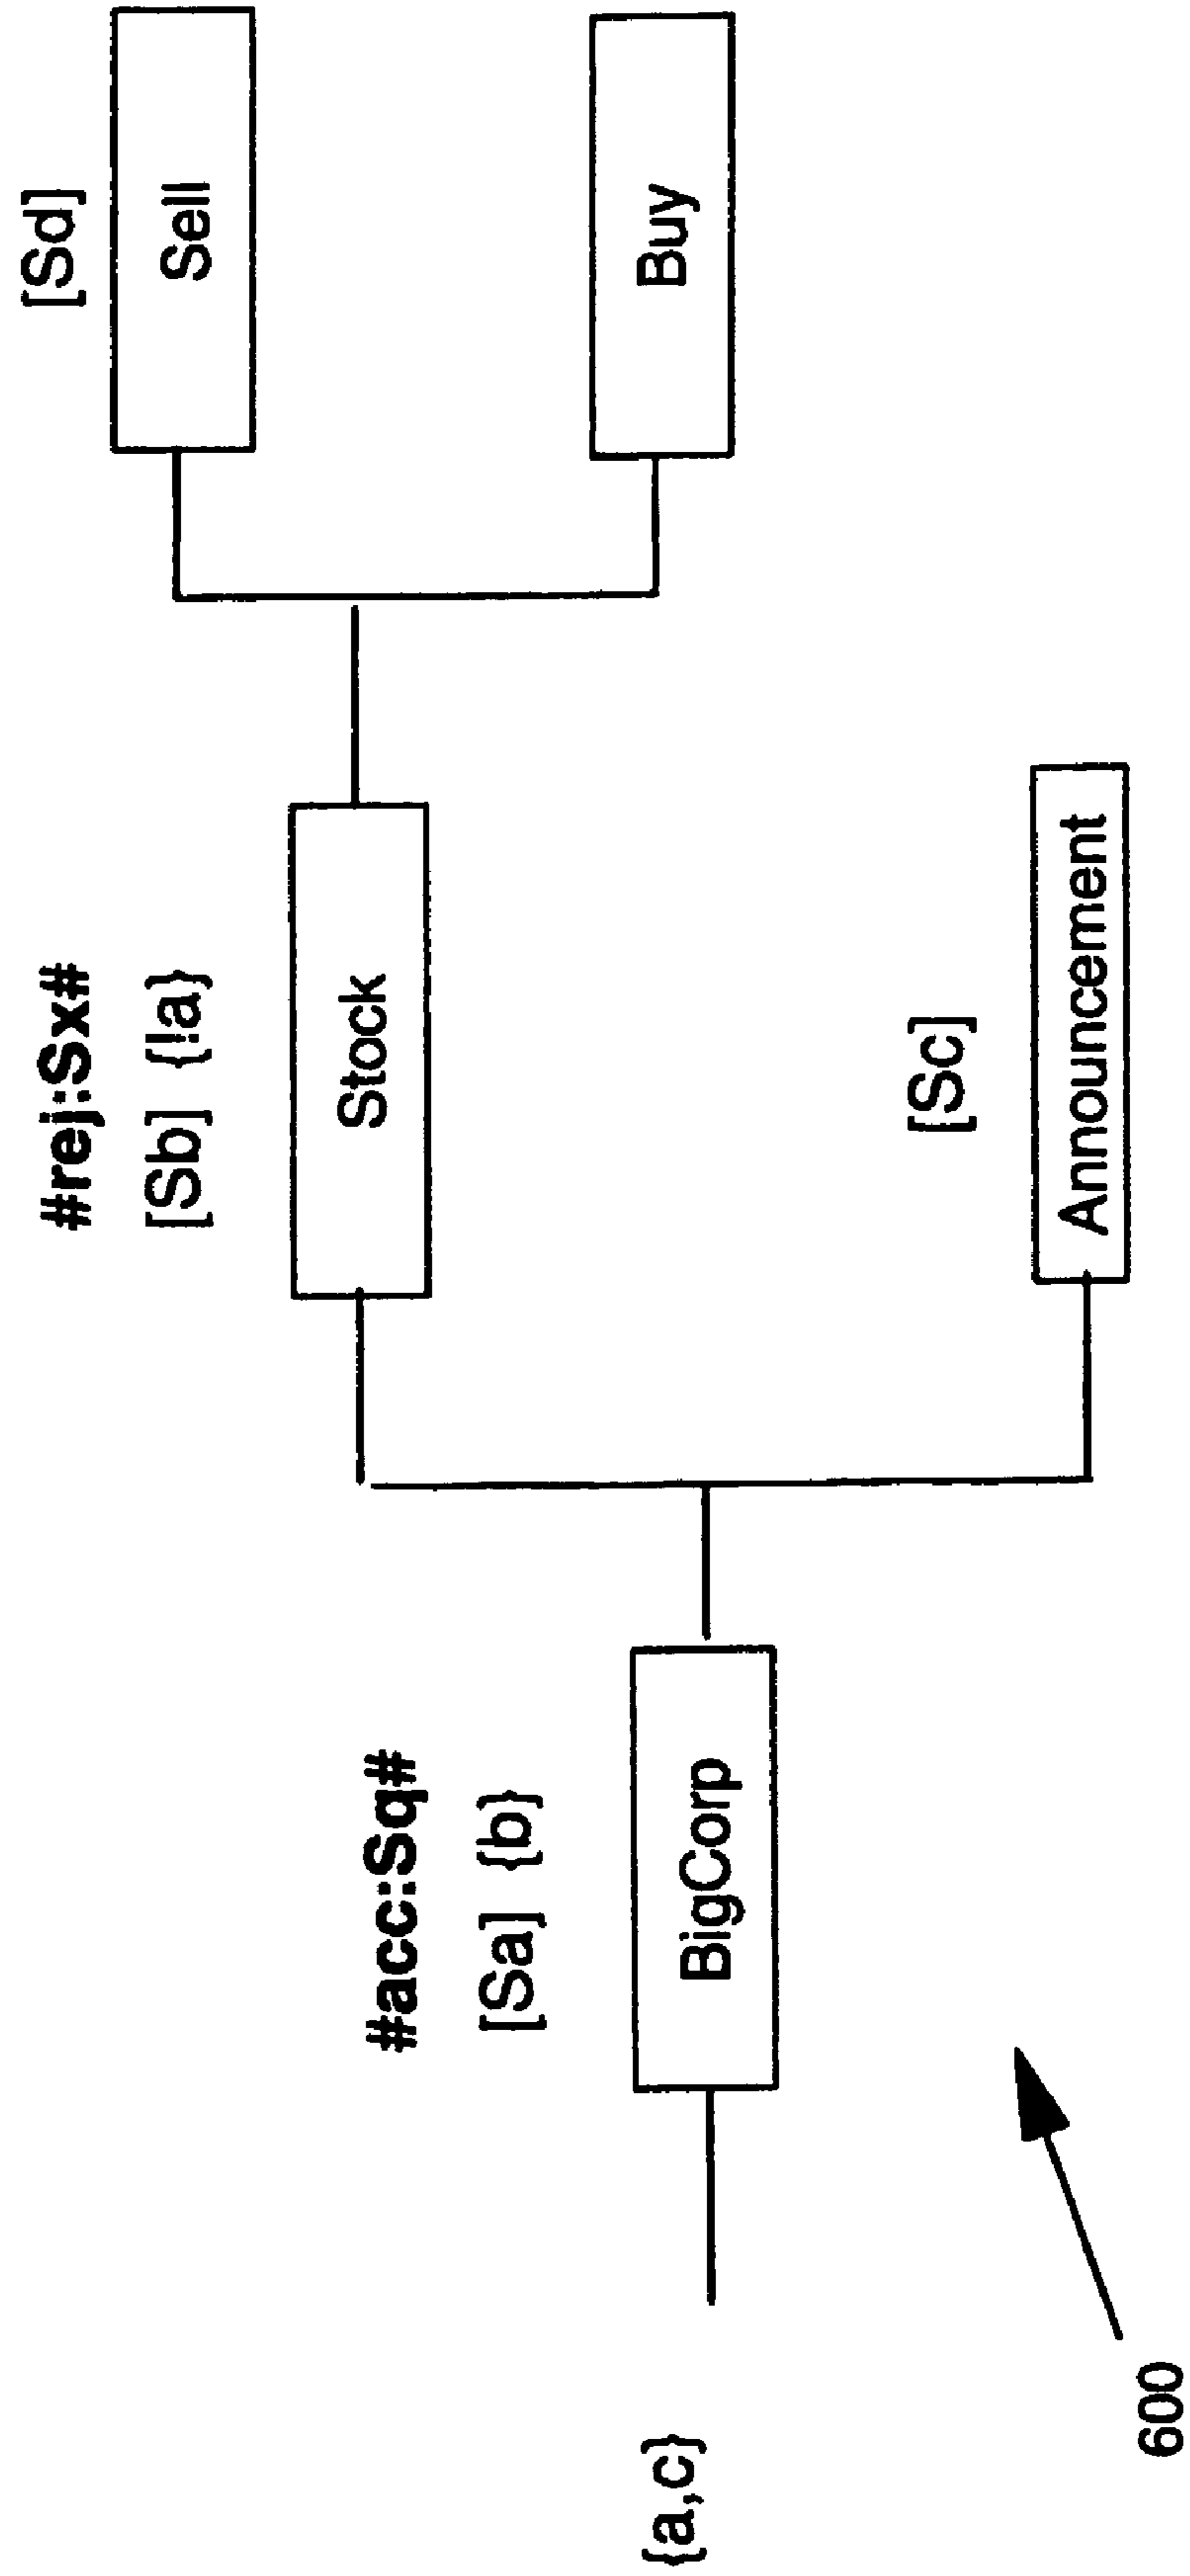 [Sd]
#rej:Sx#
[Sb] {!a}
Sell
Stock
#acc:Sq#
[Sa] {b}
{a,c}
BigCorp
Buy
[Sc]
Announcement
600